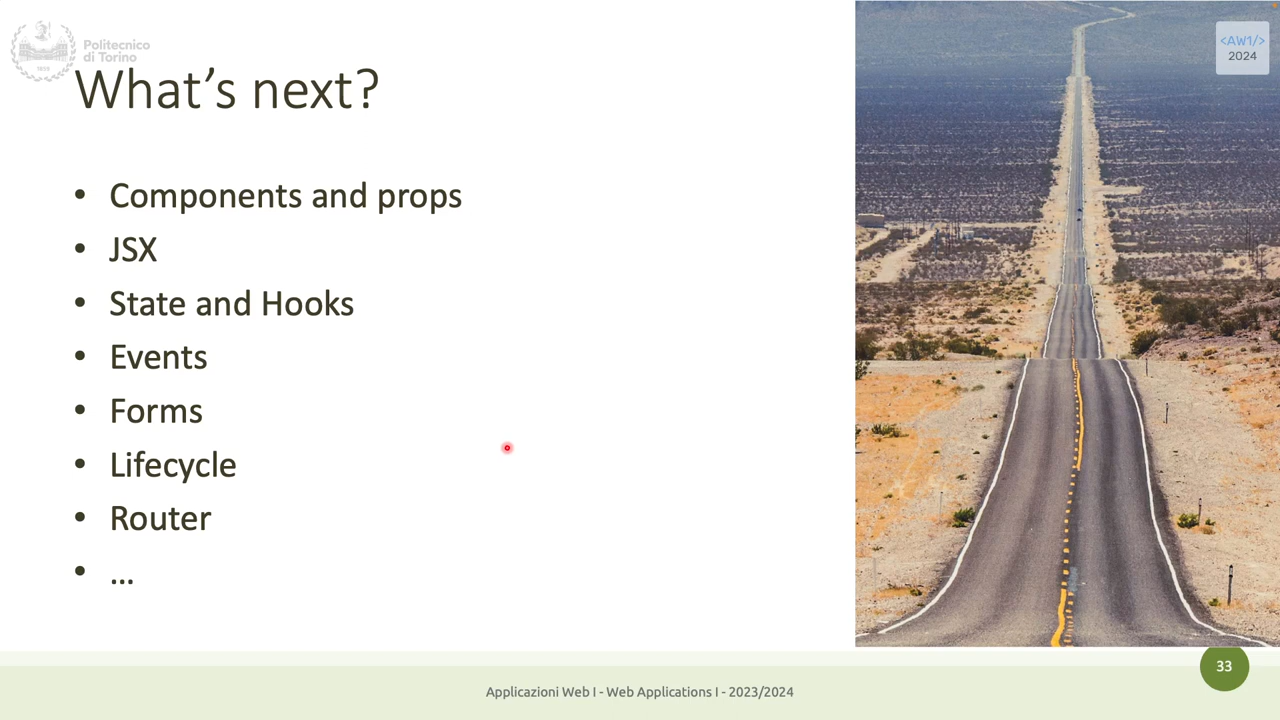 Politecnico
di Torino
1859
<AW1/>
2024
What's next?
• Components and props
• JSX
• State and Hooks
• Events
• Forms
• Lifecycle
• Router
• ...
33
Applicazioni Web I - Web Applications I - 2023/2024